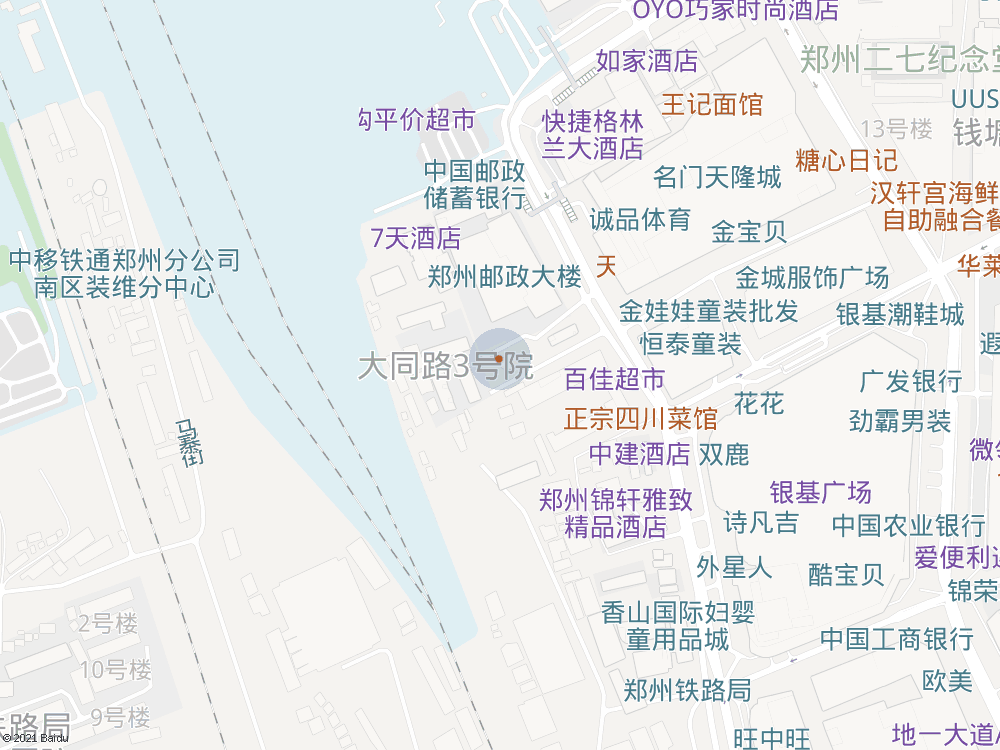 OYO巧家时尚酒店
如家酒店
郑州二七纪念堂
王记面馆
UUS
购平价超市
快捷格林
兰大酒店
13号楼
钱塘
中国邮政
储蓄银行
糖心日记
名门天隆城
汉轩宫海鲜
自助融合餐
诚品体育
金宝贝
7天酒店
中移铁通郑州分公司
南区装维分中心
郑州邮政大楼
天
金城服饰广场
华莱
金娃娃童装批发
银基潮鞋城
恒泰童装
遐
大同路3号院
百佳超市
广发银行
花花
正宗四川菜馆
劲霸男装
马寨街
中建酒店
双鹿
微
银基广场
郑州锦轩雅致
精品酒店
诗凡吉
中国农业银行
外星人
酷宝贝
爱便利
锦荣
香山国际妇婴
童用品城
2号楼
中国工商银行
10号楼
郑州铁路局
欧美
9号楼
铁路局
旺中旺
地一大道
© 2021 Baidu